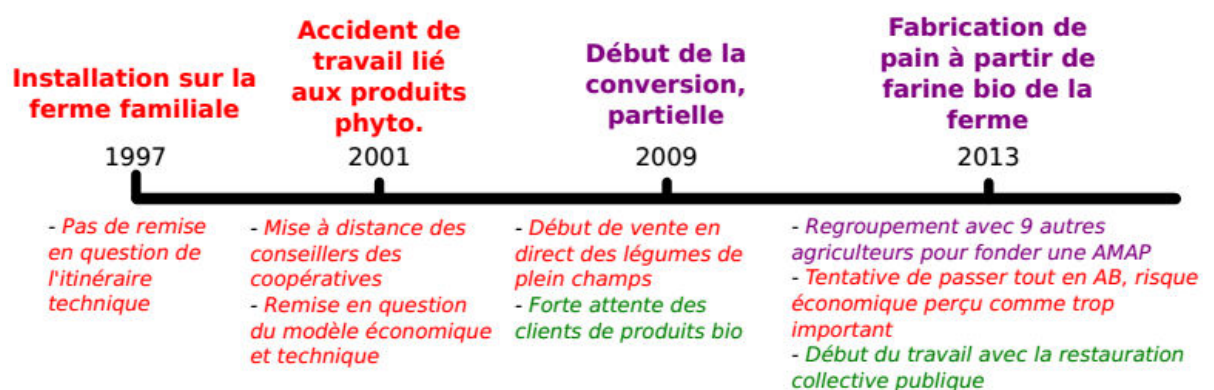 Installation sur la
ferme familiale
1997
- Pas de remise
en question de
l'itinéraire
technique
Accident de
travail lié
aux produits
phyto.
2001
- Mise à distance des
conseillers des
coopératives
- Remise en question
du modèle économique
et technique
Début de la
conversion,
partielle
2009
- Début de vente en
direct des légumes de
plein champs
- Forte attente des
clients de produits bio
Fabrication de
pain à partir de
farine bio de la
ferme
2013
- Regroupement avec 9 autres
agriculteurs pour fonder une AMAP
- Tentative de passer tout en AB, risque
économique perçu comme trop
important
- Début du travail avec la restauration
collective publique